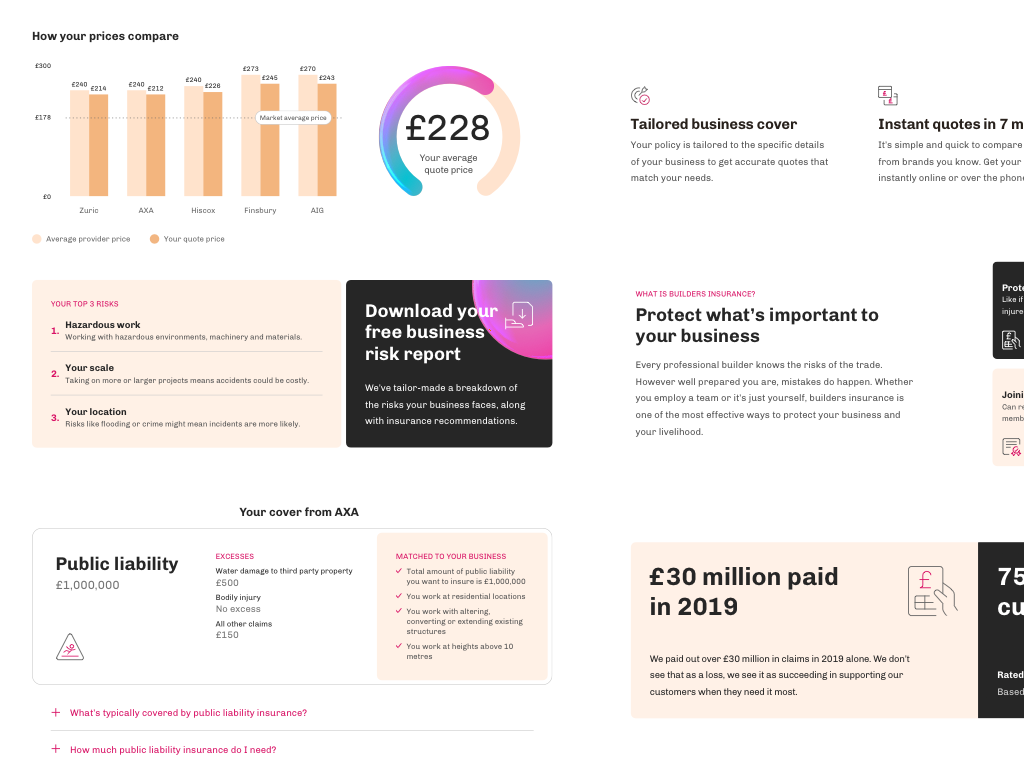 How your prices compare
£300
£178
£0
£240
£214
£240
£212
£240
£226
£273
£245
£270
£243
Market average price
Zuric
AXA
Hiscox
Finsbury
AIG
Average provider price
Your quote price
£228
Your average
quote price
Tailored business cover
Your policy is tailored to the specific details
of your business to get accurate quotes that
match your needs.
Instant quotes in 7 m
It's simple and quick to compare
from brands you know. Get your
instantly online or over the phone
YOUR TOP 3 RISKS
1. Hazardous work
Working with hazardous environments, machinery and materials.
2. Your scale
Taking on more or larger projects means accidents could be costly.
3. Your location
Risks like flooding or crime might mean incidents are more likely.
Download your
free business
risk report
We've tailor-made a breakdown of
the risks your business faces, along
with insurance recommendations.
WHAT IS BUILDERS INSURANCE?
Protect what's important to
your business
Every professional builder knows the risks of the trade.
However well prepared you are, mistakes do happen. Whether
you employ a team or it's just yourself, builders insurance is
one of the most effective ways to protect your business and
your livelihood.
Prote
Like if
injure
£
Joini
Can re
memb
Your cover from AXA
Public liability
£1,000,000
EXCESSES
Water damage to third party property
£500
Bodily injury
No excess
All other claims
£150
MATCHED TO YOUR BUSINESS
Total amount of public liability
you want to insure is £1,000,000
You work at residential locations
You work with altering,
converting or extending existing
structures
You work at heights above 10
metres
What's typically covered by public liability insurance?
How much public liability insurance do I need?
£30 million paid
in 2019
£
We paid out over £30 million in claims in 2019 alone. We don't
see that as a loss, we see it as succeeding in supporting our
customers when they need it most.
75
cu
Rated
Based